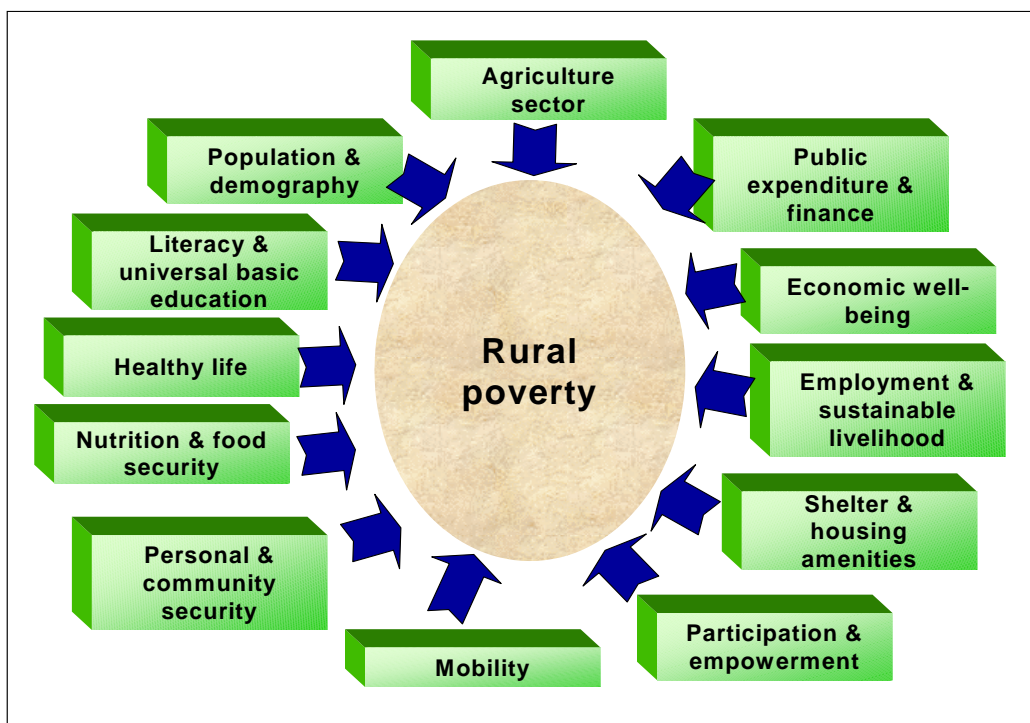 Agriculture
sector
Population &
demography
Public
expenditure &
finance
Literacy &
universal basic
education
Economic well-
being
Healthy life
Rural
poverty
Employment &
sustainable
livelihood
Nutrition & food
security
Shelter &
housing
amenities
Personal &
community
security
Participation &
empowerment
Mobility